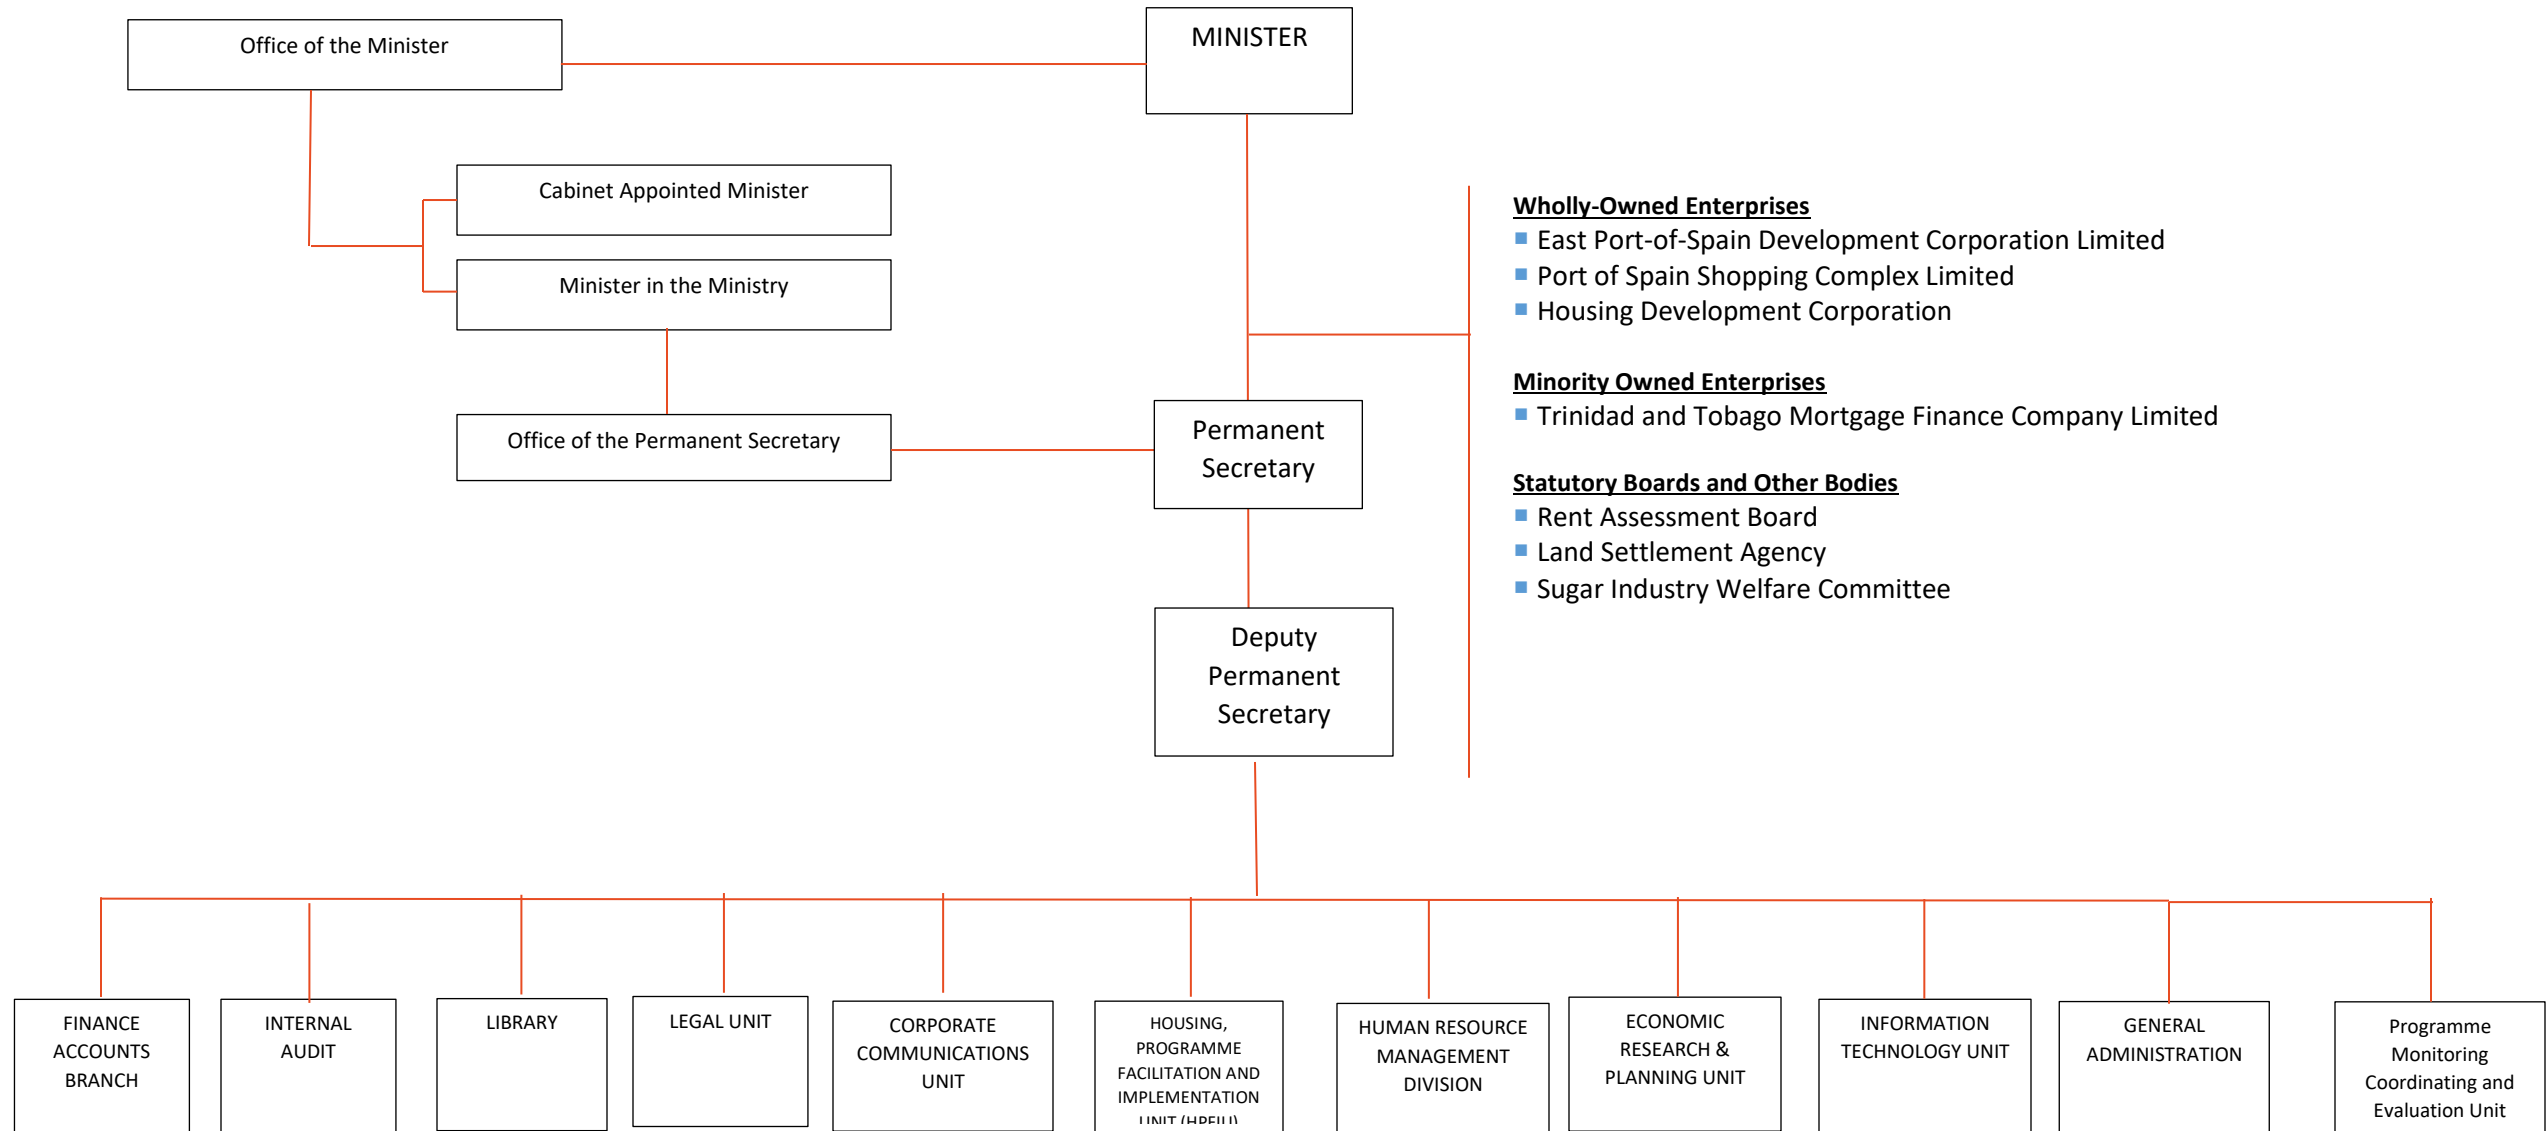 Office of the Minister
MINISTER
Cabinet Appointed Minister
Minister in the Ministry
Office of the Permanent Secretary
Permanent
Secretary
Deputy
Permanent
Secretary
Wholly-Owned Enterprises
East Port-of-Spain Development Corporation Limited
Port of Spain Shopping Complex Limited
Housing Development Corporation
Minority Owned Enterprises
Trinidad and Tobago Mortgage Finance Company Limited
Statutory Boards and Other Bodies
Rent Assessment Board
Land Settlement Agency
Sugar Industry Welfare Committee
FINANCE
ACCOUNTS
BRANCH
INTERNAL
AUDIT
LIBRARY
LEGAL UNIT
CORPORATE
COMMUNICATIONS
UNIT
HOUSING,
PROGRAMME
FACILITATION AND
IMPLEMENTATION
UNIT (HPFIU)
HUMAN RESOURCE
MANAGEMENT
DIVISION
ECONOMIC
RESEARCH &
PLANNING UNIT
INFORMATION
TECHNOLOGY UNIT
GENERAL
ADMINISTRATION
Programme
Monitoring
Coordinating and
Evaluation Unit